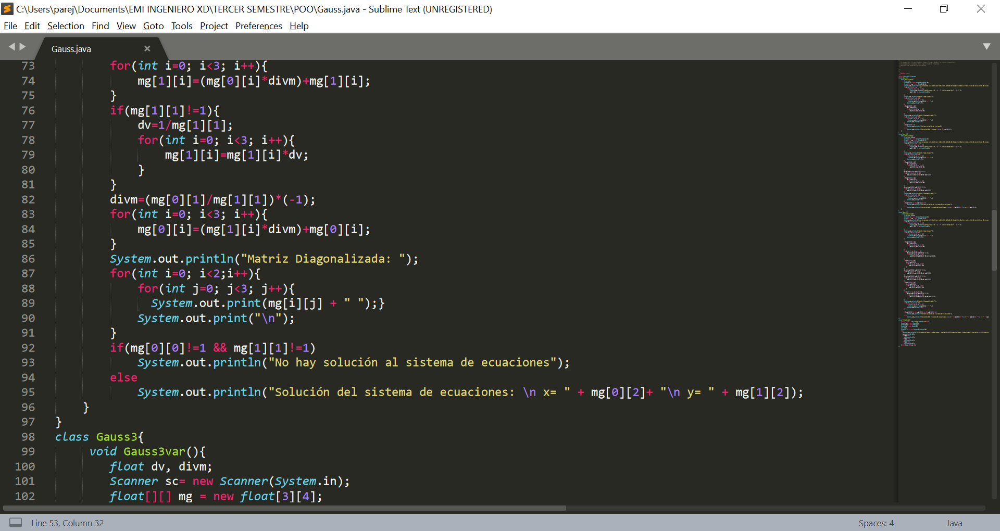 C:\Users\parej\Documents\EMI INGENIERO XD\TERCER SEMESTRE\POO\Gauss.java - Sublime Text (UNREGISTERED)
File Edit Selection Find View Goto Tools Project Preferences Help
Gauss.java
73 for(int i=0; i<3; i++){
74 mg[1][i]=(mg[0][i]*divm)+mg[1][i];
75 }
76 if(mg[1][1]!=1){
77 dv=1/mg[1][1];
78 for(int i=0; i<3; i++){
79 mg[1][i]=mg[1][i]*dv;
80 }
81 }
82 divm=(mg[0][1]/mg[1][1])*(-1);
83 for(int i=0; i<3; i++){
84 mg[0][i]=(mg[1][i]*divm)+mg[0][i];
85 }
86 System.out.println("Matriz Diagonalizada: ");
87 for(int i=0; i<2;i++){
88 for(int j=0; j<3; j++){
89 System.out.print(mg[i][j] + " ");}
90 System.out.print("\n");
91 }
92 if(mg[0][0]!=1 && mg[1][1]!=1)
93 System.out.println("No hay solución al sistema de ecuaciones");
94 else
95 System.out.println("Solución del sistema de ecuaciones: \n x= " + mg[0][2]+ "\n y= " + mg[1][2]);
96 }
97 }
98 class Gauss3{
99 void Gauss3var(){
100 float dv, divm;
101 Scanner sc= new Scanner(System.in);
102 float[][] mg = new float[3][4];
Line 53, Column 32
Spaces: 4
Java